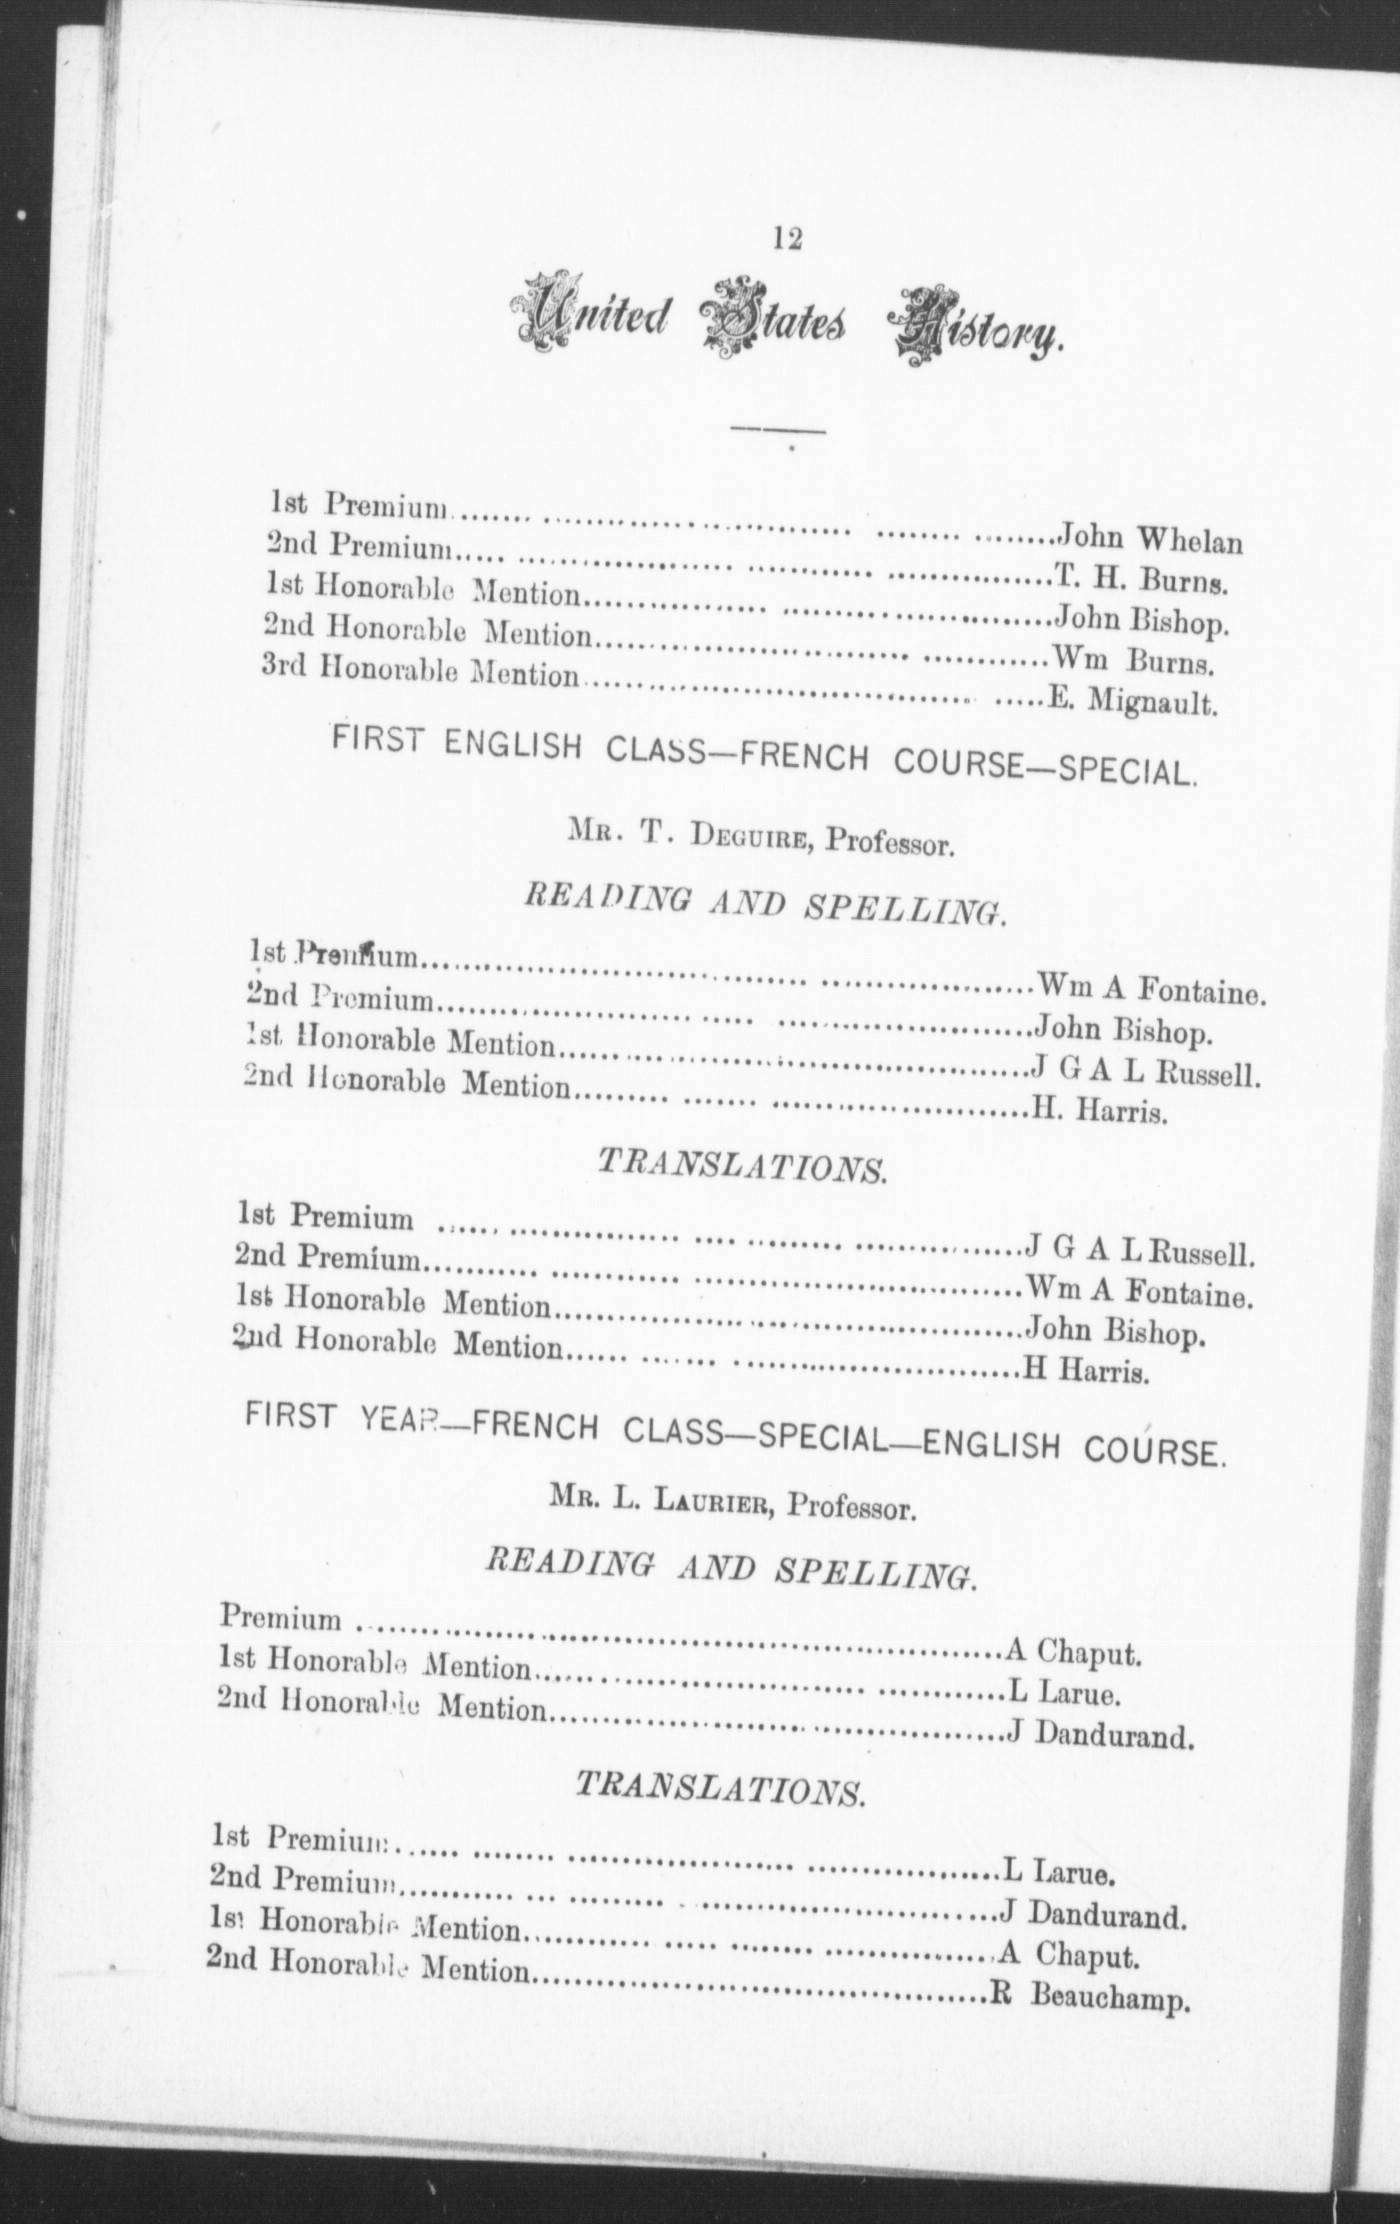 12
United States History.
1st Premium........................................John Whelan
2nd Premium........................................T. H. Burns.
1st Honorable Mention........................................John Bishop.
2nd Honorable Mention........................................Wm Burns.
3rd Honorable Mention........................................E. Mignault.
FIRST ENGLISH CLASS—FRENCH COURSE—SPECIAL.
MR. T. DEGUIRE, Professor.
READING AND SPELLING.
1st Premium........................................Wm A Fontaine.
2nd Premium........................................John Bishop.
1st Honorable Mention........................................J G A L Russell.
2nd Honorable Mention........................................H. Harris.
TRANSLATIONS.
1st Premium ........................................J G A L Russell.
2nd Premium........................................Wm A Fontaine.
1st Honorable Mention........................................John Bishop.
2nd Honorable Mention........................................H Harris.
FIRST YEAR—FRENCH CLASS—SPECIAL—ENGLISH COURSE.
MR. L. LAURIER, Professor.
READING AND SPELLING.
Premium ........................................A Chaput.
1st Honorable Mention........................................L Larue.
2nd Honorable Mention........................................J Dandurand.
TRANSLATIONS.
1st Premium........................................L Larue.
2nd Premium........................................J Dandurand.
1st Honorable Mention........................................A Chaput.
2nd Honorable Mention........................................R Beauchamp.